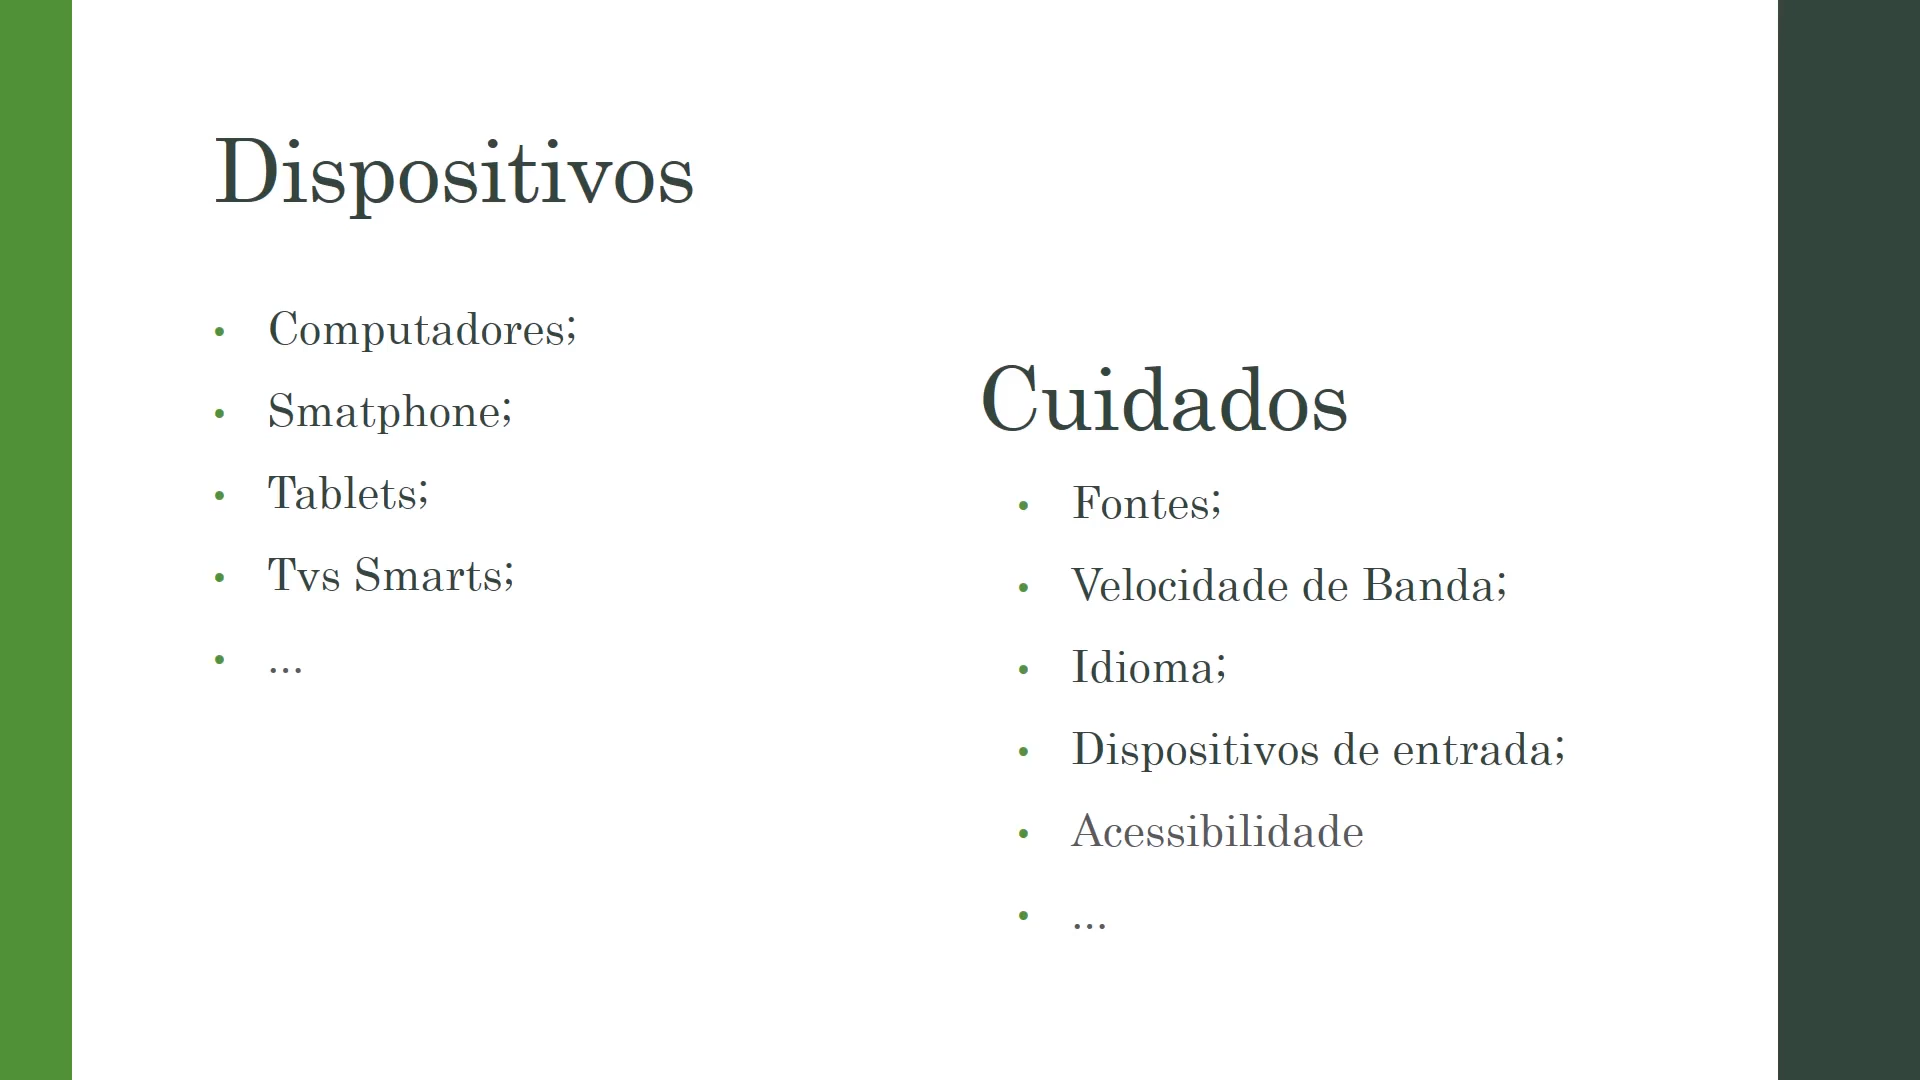 Dispositivos
• Computadores;
• Smatphone;
• Tablets;
• Tvs Smarts;
• ...
Cuidados
• Fontes;
• Velocidade de Banda;
• Idioma;
• Dispositivos de entrada;
• Acessibilidade
• ...